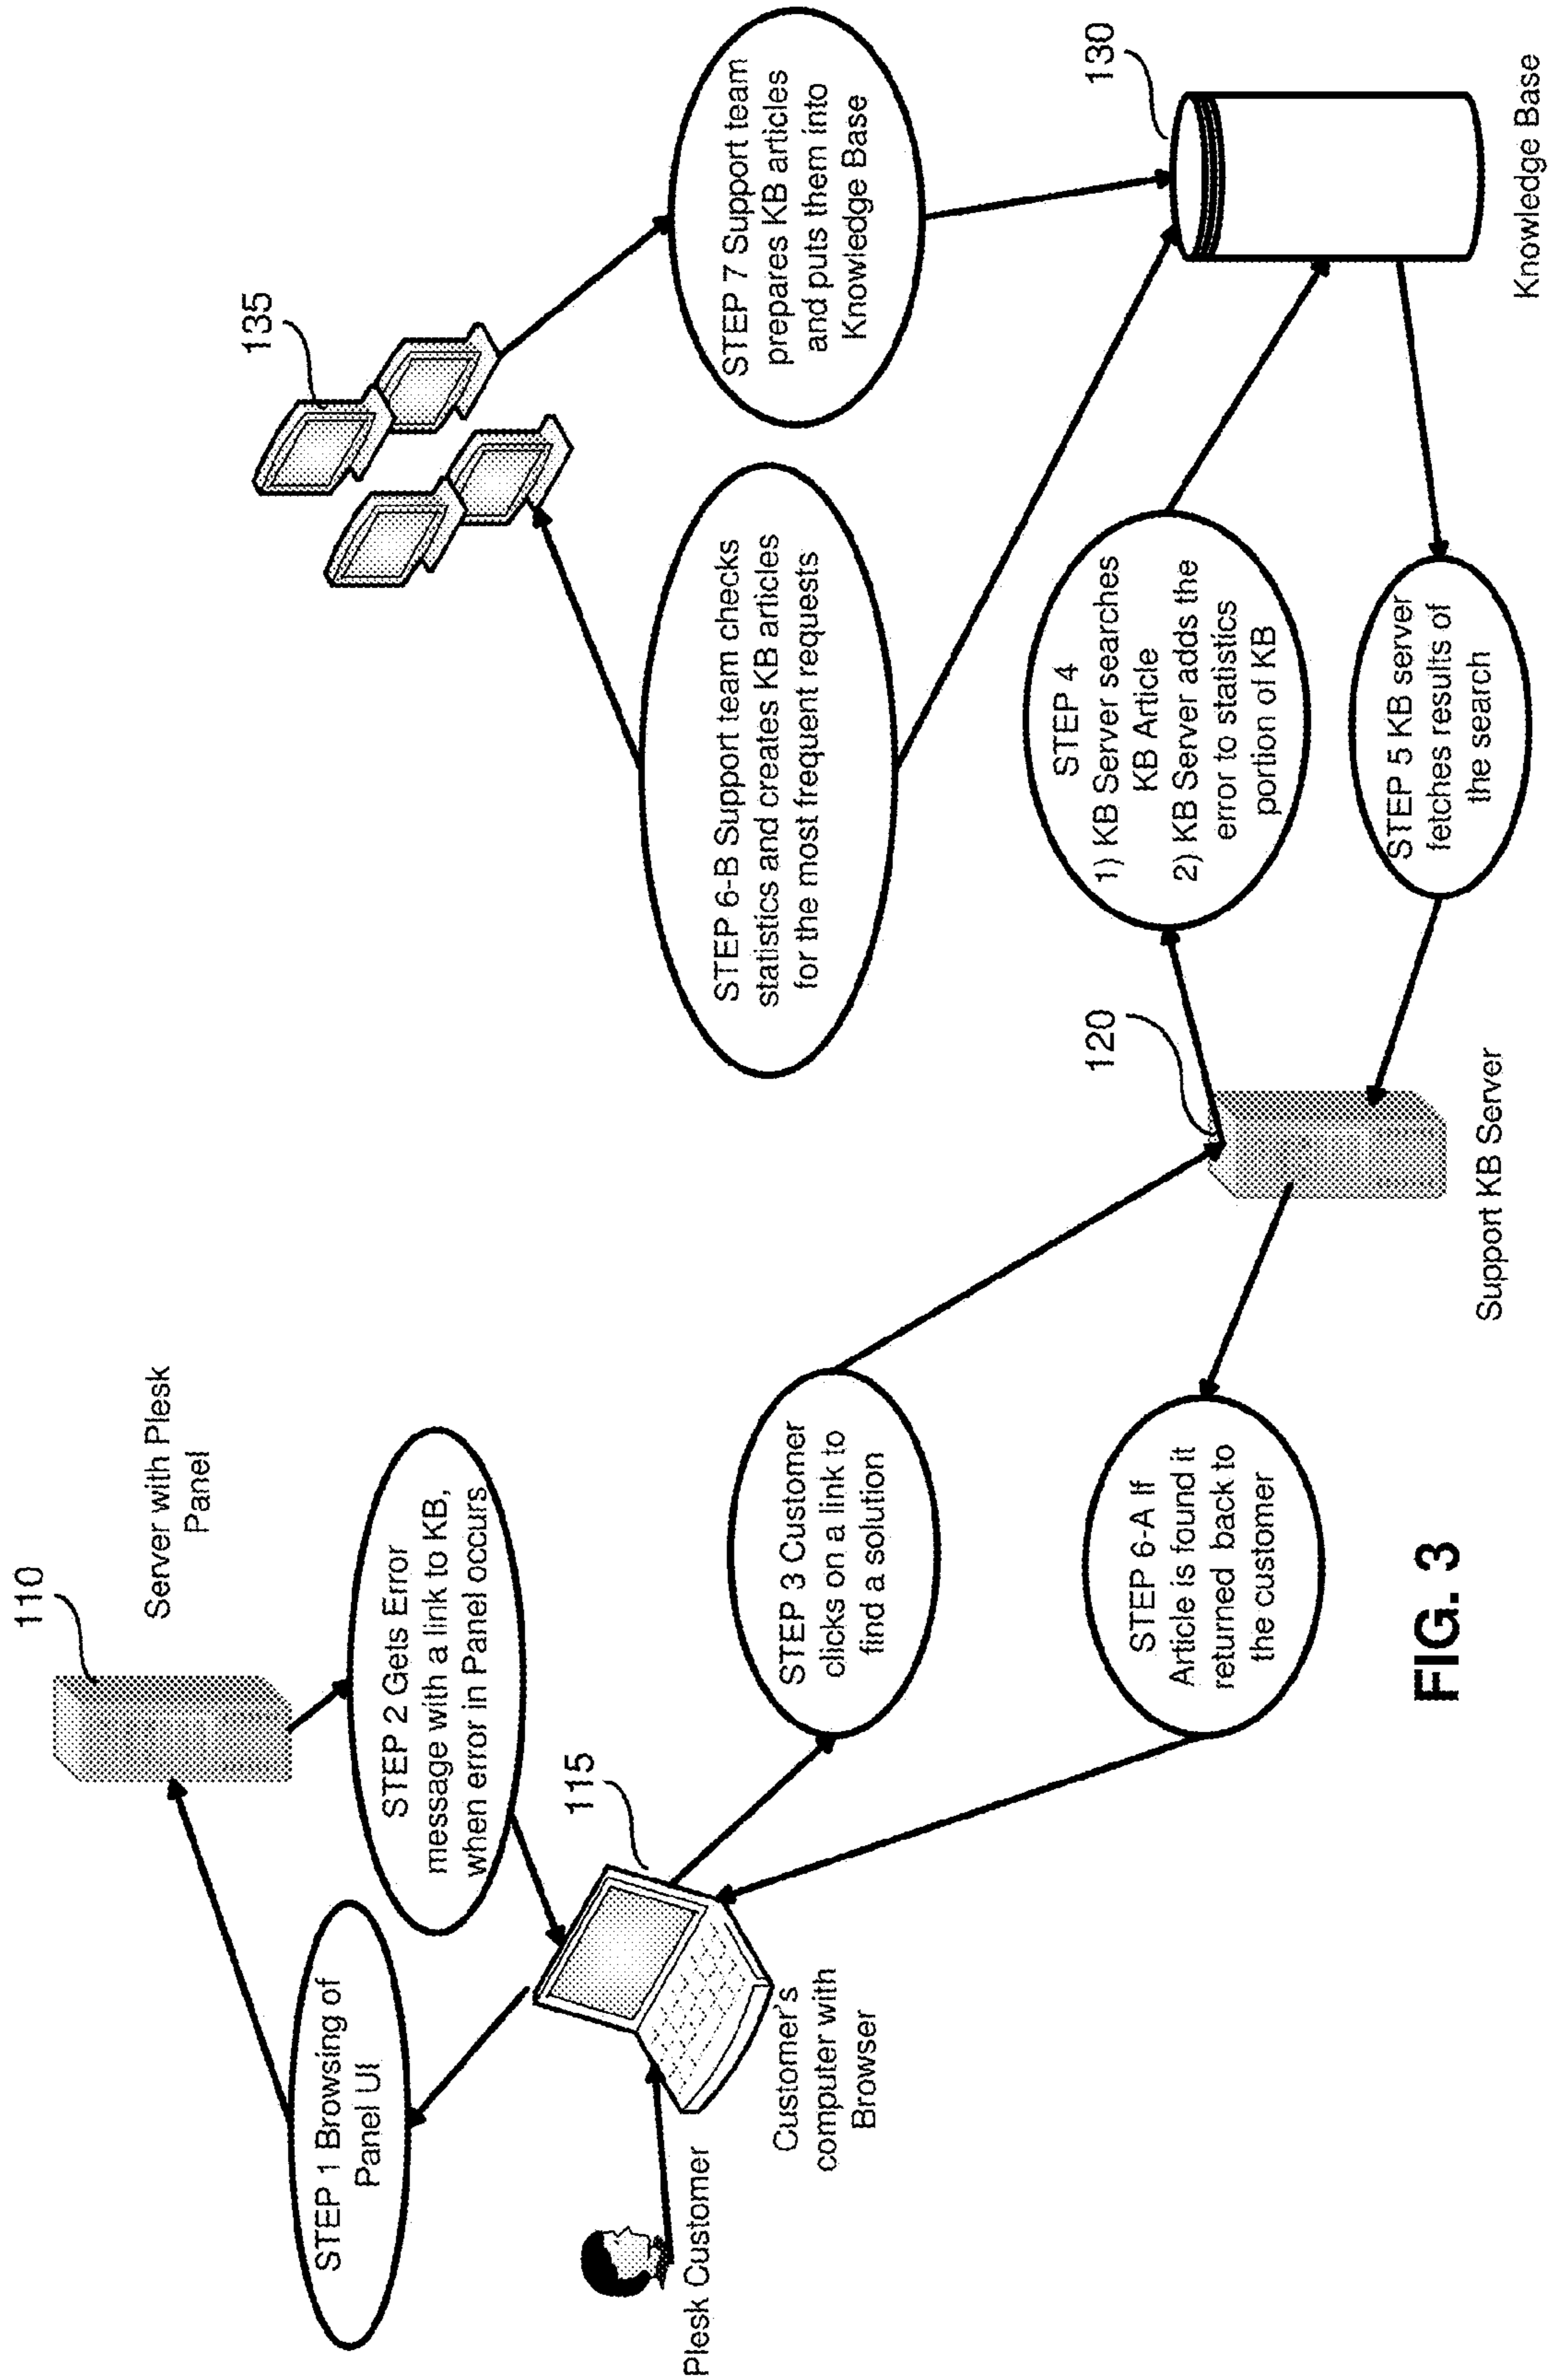 110
Server with Plesk
Panel
STEP 1 Browsing of
Panel UI
STEP 2 Gets Error
message with a link to KB,
when error in Panel occurs
Plesk Customer
115
Customer's
computer with
Browser
STEP 3 Customer
clicks on a link to
find a solution
STEP 6-A If
Article is found it
returned back to
the customer
120
Support KB Server
STEP 4
1) KB Server searches
KB Article
2) KB Server adds the
error to statistics
portion of KB
STEP 5 KB server
fetches results of
the search
STEP 6-B Support team checks
statistics and creates KB articles
for the most frequent requests
135
STEP 7 Support team
prepares KB articles
and puts them into
Knowledge Base
130
Knowledge Base
FIG. 3